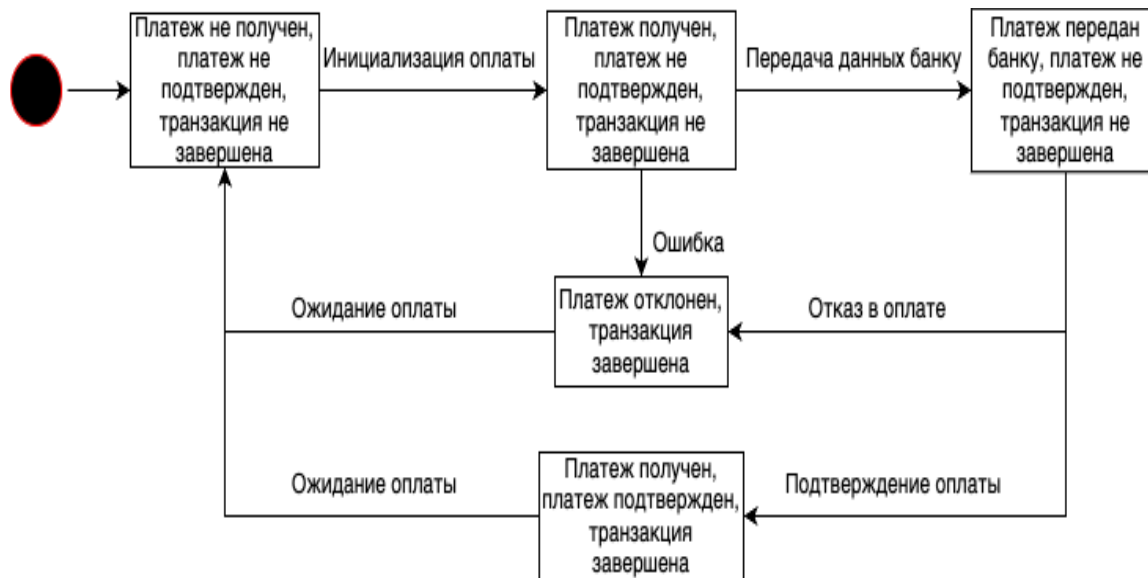 Платеж не получен,
платеж не
подтвержден,
транзакция не
завершена
Инициализация оплаты
Платеж получен,
платеж не
подтвержден,
транзакция не
завершена
Передача данных банку
Платеж передан
банку, платеж не
подтвержден,
транзакция не
завершена
Ошибка
Ожидание оплаты
Платеж отклонен,
транзакция
завершена
Отказ в оплате
Ожидание оплаты
Платеж получен,
платеж подтвержден,
транзакция
завершена
Подтверждение оплаты